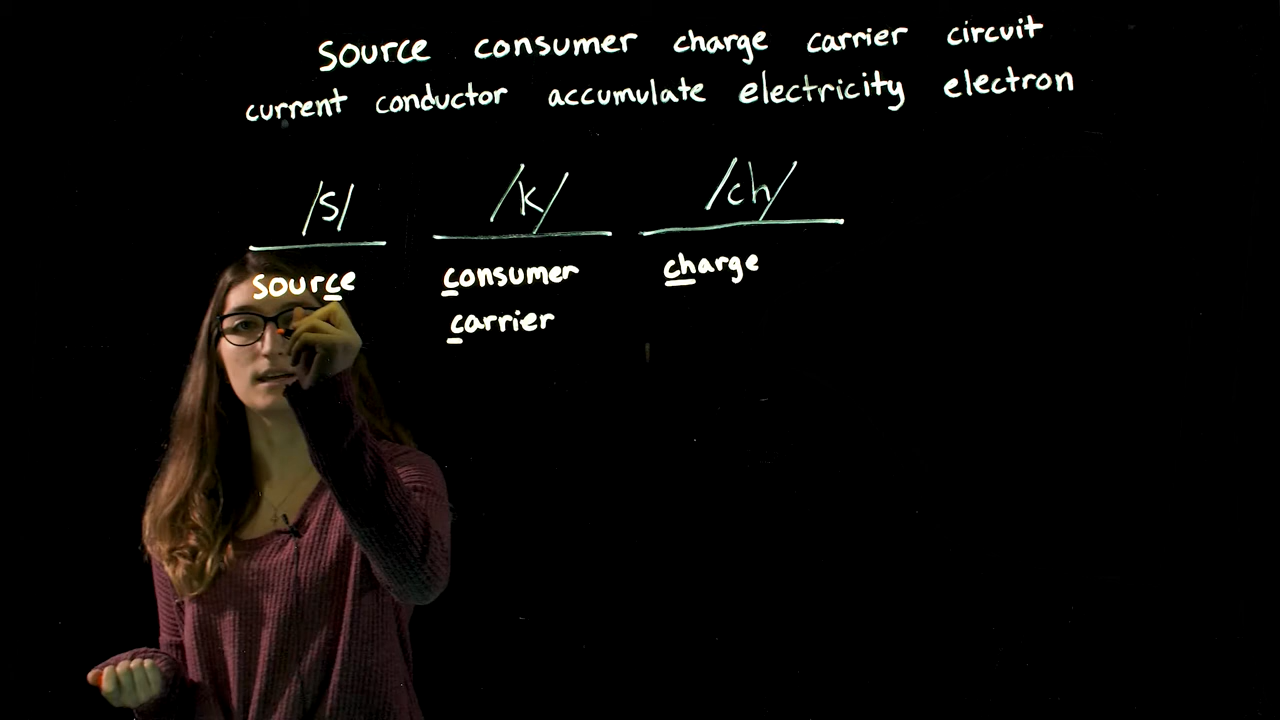 source consumer charge carrier circuit
current conductor accumulate electricity electron
/s/ /k/ /ch/
source consumer charge
carrier